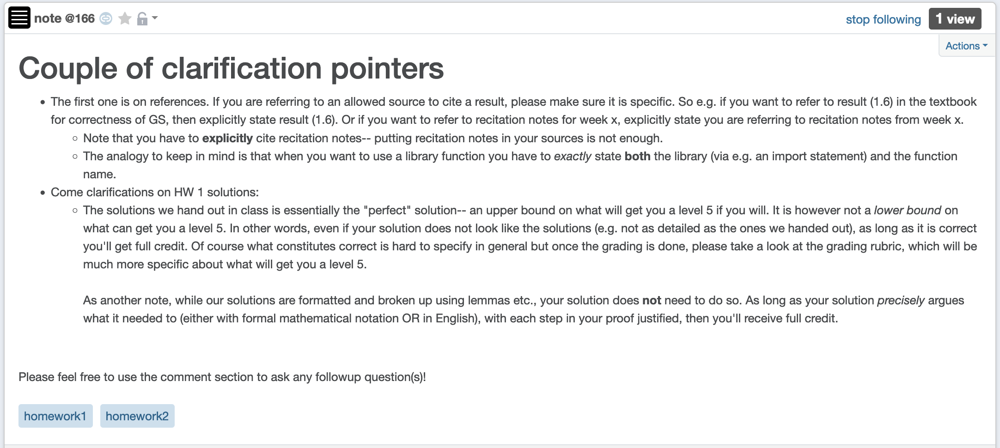 note @166
stop following
1 view
Actions
Couple of clarification pointers
• The first one is on references. If you are referring to an allowed source to cite a result, please make sure it is specific. So e.g. if you want to refer to result (1.6) in the textbook
for correctness of GS, then explicitly state result (1.6). Or if you want to refer to recitation notes for week x, explicitly state you are referring to recitation notes from week x.
◦ Note that you have to explicitly cite recitation notes-- putting recitation notes in your sources is not enough.
◦ The analogy to keep in mind is that when you want to use a library function you have to exactly state both the library (via e.g. an import statement) and the function
name.
• Come clarifications on HW 1 solutions:
◦ The solutions we hand out in class is essentially the "perfect" solution-- an upper bound on what will get you a level 5 if you will. It is however not a lower bound on
what can get you a level 5. In other words, even if your solution does not look like the solutions (e.g. not as detailed as the ones we handed out), as long as it is correct
you'll get full credit. Of course what constitutes correct is hard to specify in general but once the grading is done, please take a look at the grading rubric, which will be
much more specific about what will get you a level 5.
As another note, while our solutions are formatted and broken up using lemmas etc., your solution does not need to do so. As long as your solution precisely argues
what it needed to (either with formal mathematical notation OR in English), with each step in your proof justified, then you'll receive full credit.
Please feel free to use the comment section to ask any followup question(s)!
homework1 homework2